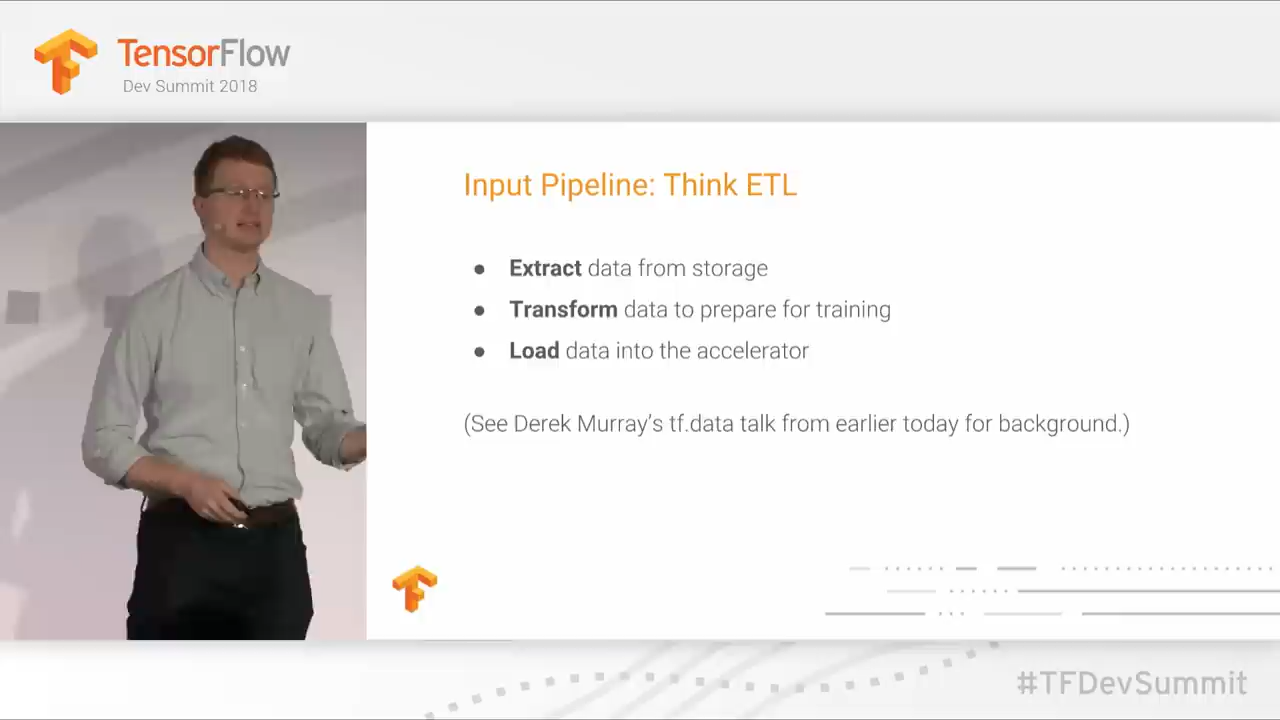 TensorFlow
Dev Summit 2018
Input Pipeline: Think ETL
● Extract data from storage
● Transform data to prepare for training
● Load data into the accelerator
(See Derek Murray’s tf.data talk from earlier today for background.)
#TFDevSummit